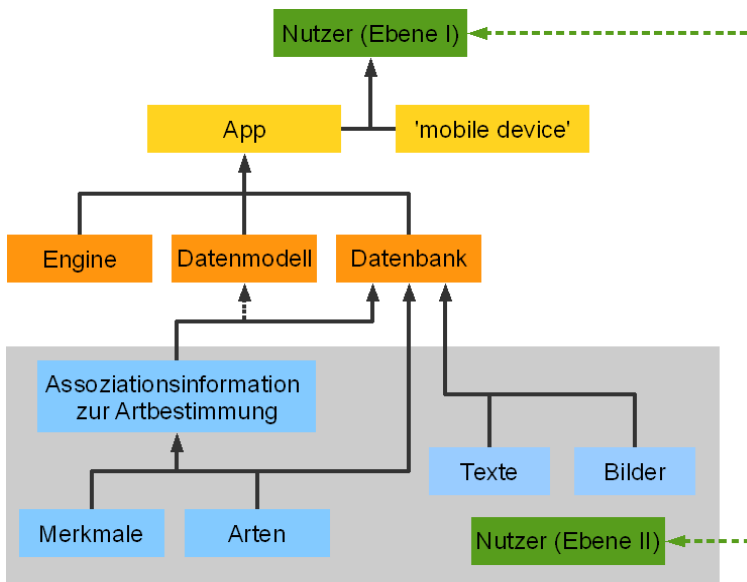 Nutzer (Ebene I)
App
'mobile device'
Engine
Datenmodell
Datenbank
Assoziationsinformation
zur Artbestimmung
Texte
Bilder
Merkmale
Arten
Nutzer (Ebene II)